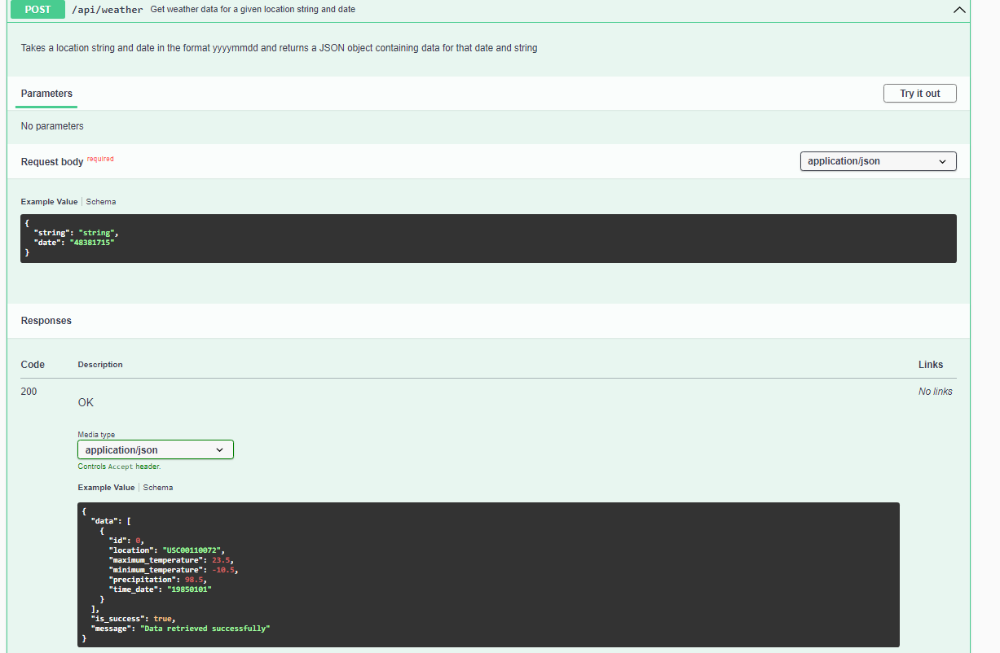 POST /api/weather Get weather data for a given location string and date
Takes a location string and date in the format yyyymmdd and returns a JSON object containing data for that date and string
Parameters Try it out
No parameters
Request body required application/json
Example Value | Schema
{
  "string": "string",
  "date": "48381715"
}
Responses
Code Description Links
200 No links
OK
Media type
application/json
Controls Accept header.
Example Value | Schema
{
  "data": [
    {
      "id": 0,
      "location": "USC00110072",
      "maximum_temperature": 23.5,
      "minimum_temperature": -10.5,
      "precipitation": 98.5,
      "time_date": "19850101"
    }
  ],
  "is_success": true,
  "message": "Data retrieved successfully"
}